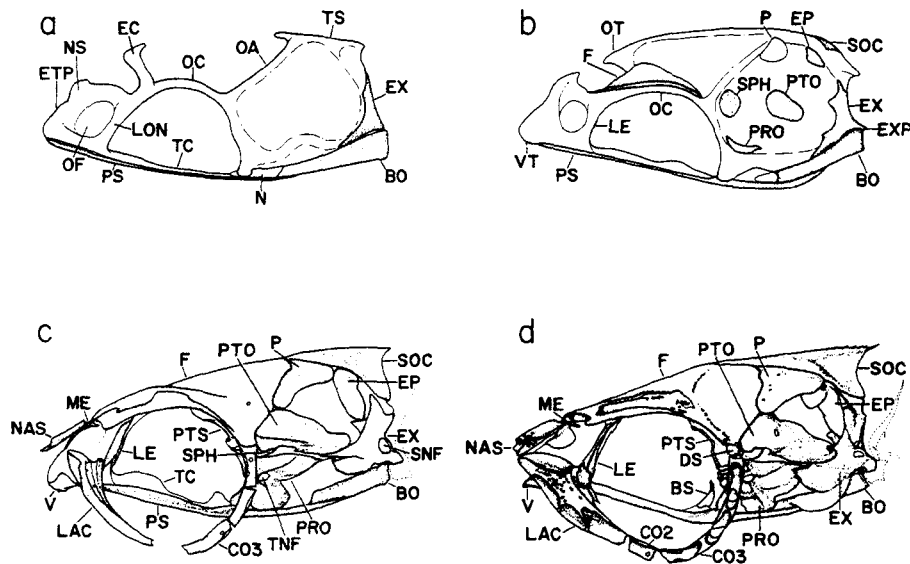 a
EC
NS
ETP
OC
OA
TS
EX
LON
TC
OF
PS
N
BO
b
OT
P
EP
SOC
F
SPH
PTO
OC
EX
LE
PRO
EXP
VT
PS
BO
c
F
PTO
P
SOC
ME
EP
NAS
PTS
LE
SPH
EX
SNF
TC
V
BO
LAC
PS
PRO
TNF
CO3
d
F
PTO
P
SOC
ME
EP
NAS
PTS
DS
LE
BS
V
BO
EX
LAC
PRO
CO2
CO3